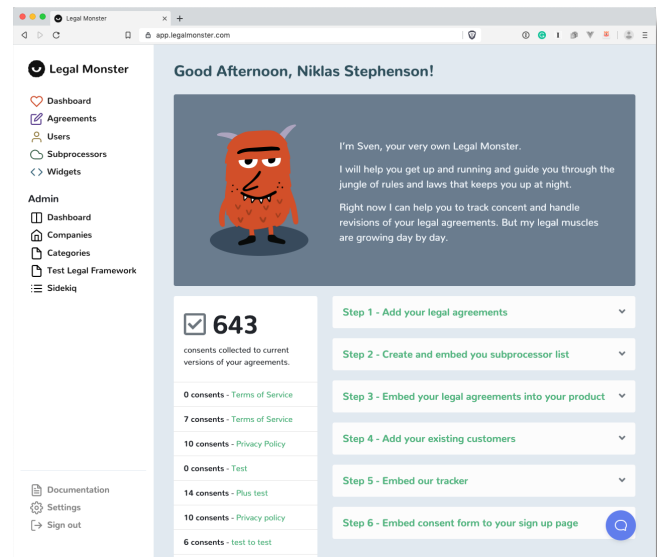 Legal Monster
app.legalmonster.com
Legal Monster
Dashboard
Agreements
Users
Subprocessors
Widgets
Admin
Dashboard
Companies
Categories
Test Legal Framework
Sidekiq
Documentation
Settings
Sign out
Good Afternoon, Niklas Stephenson!
I'm Sven, your very own Legal Monster.
I will help you get up and running and guide you through the
jungle of rules and laws that keeps you up at night.
Right now I can help you to track concent and handle
revisions of your legal agreements. But my legal muscles
are growing day by day.
643
consents collected to current
versions of your agreements.
0 consents - Terms of Service
7 consents - Terms of Service
10 consents - Privacy Policy
0 consents - Test
14 consents - Plus test
10 consents - Privacy policy
6 consents - test to test
Step 1 - Add your legal agreements
Step 2 - Create and embed you subprocessor list
Step 3 - Embed your legal agreements into your product
Step 4 - Add your existing customers
Step 5 - Embed our tracker
Step 6 - Embed consent form to your sign up page